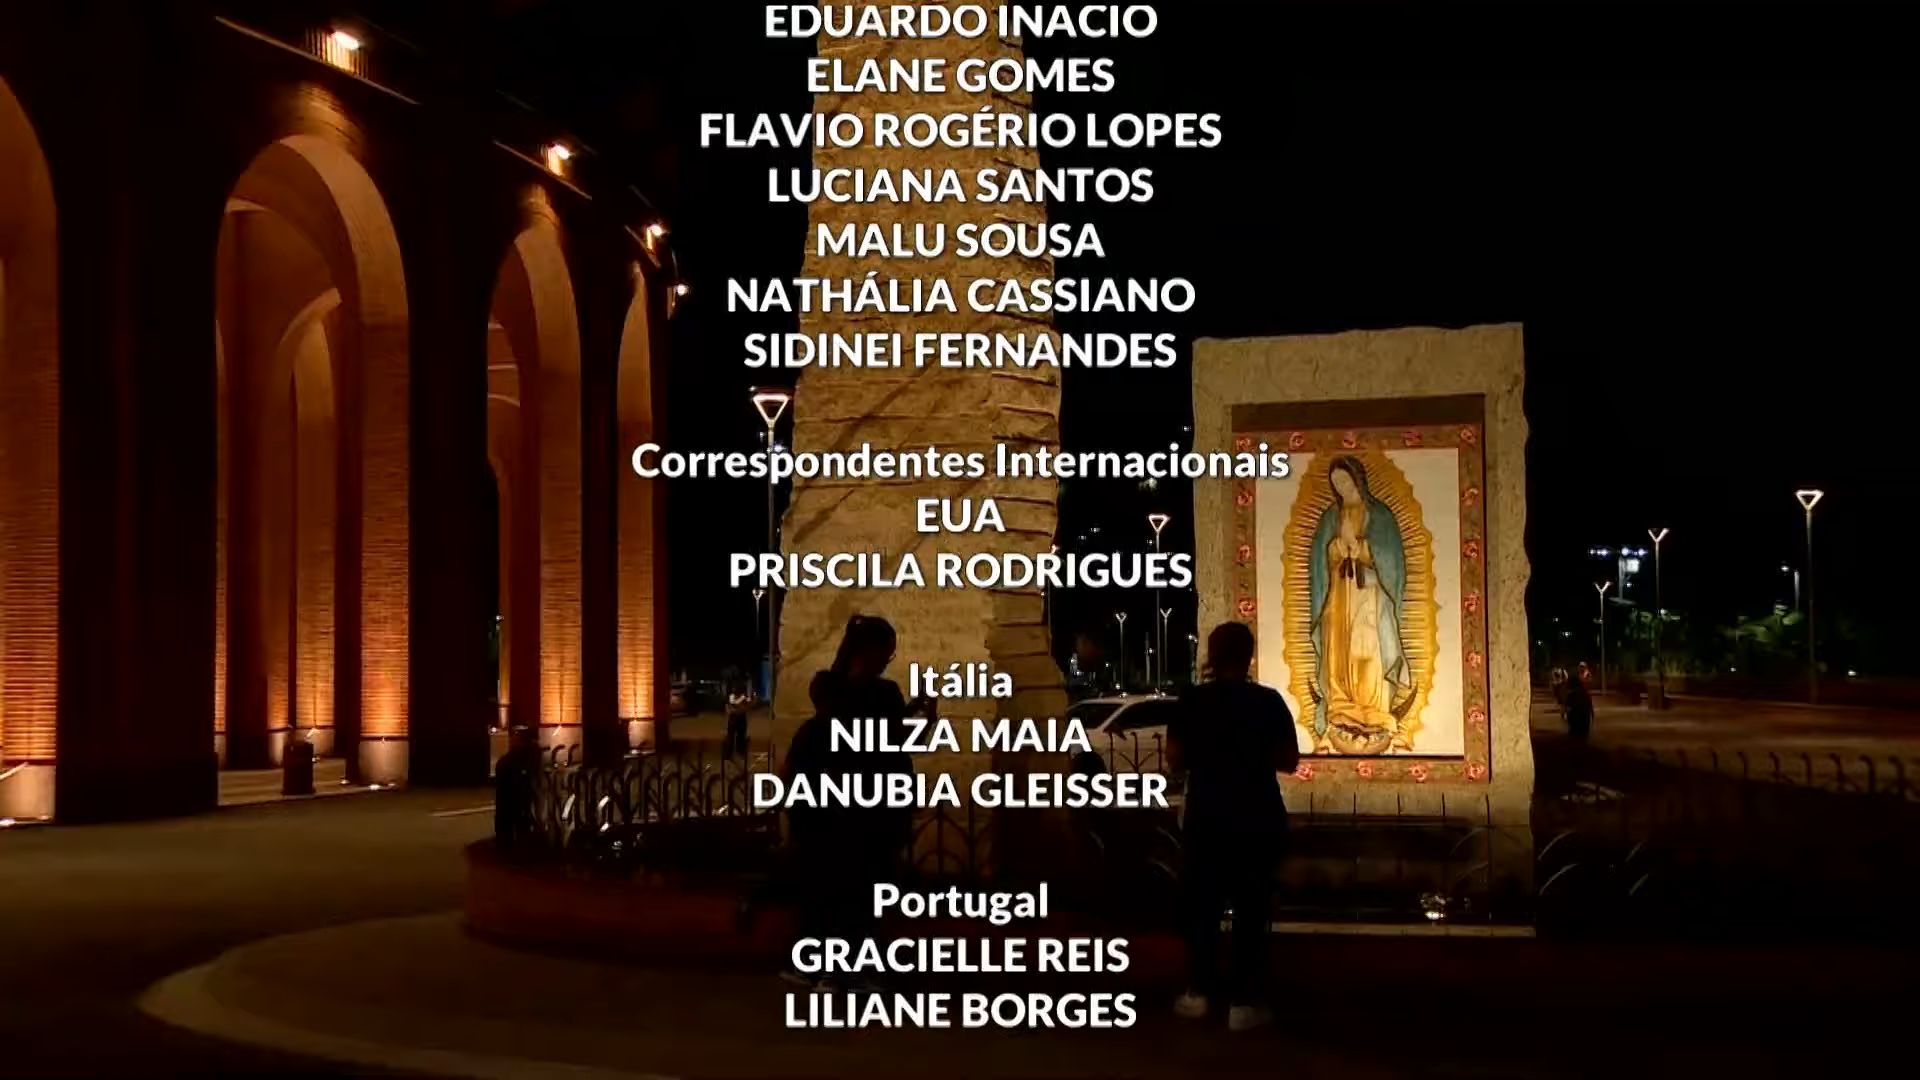 EDUARDO INACIO
ELANE GOMES
FLAVIO ROGÉRIO LOPES
LUCIANA SANTOS
MALU SOUSA
NATHÁLIA CASSIANO
SIDINEI FERNANDES
Correspondentes Internacionais
EUA
PRISCILA RODRIGUES
Itália
NILZA MAIA
DANUBIA GLEISSER
Portugal
GRACIELLE REIS
LILIANE BORGES